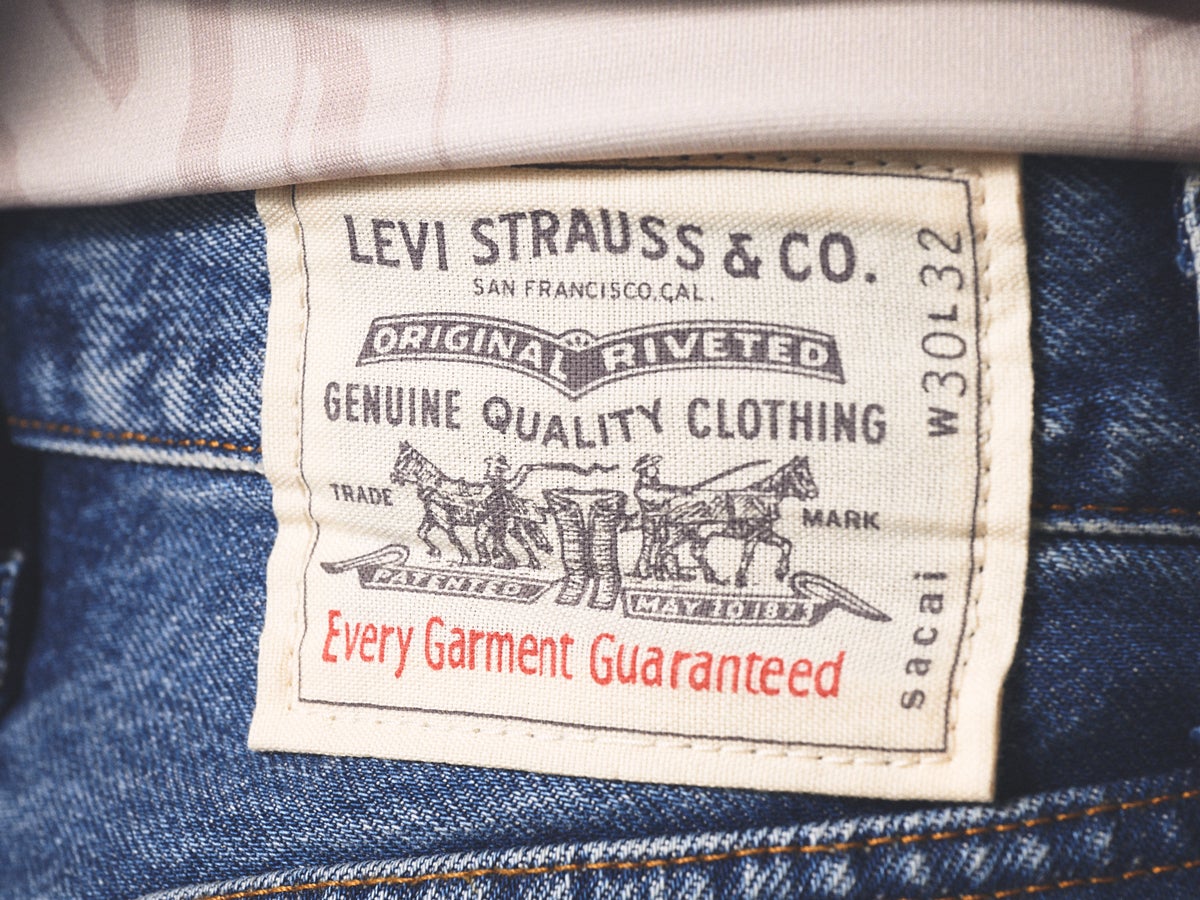 LEVI STRAUSS & CO.
SAN FRANCISCO, CAL.
ORIGINAL RIVETED
GENUINE QUALITY CLOTHING
TRADE MARK
PATENTED MAY 20 1873
Every Garment Guaranteed
W30L32
sacai